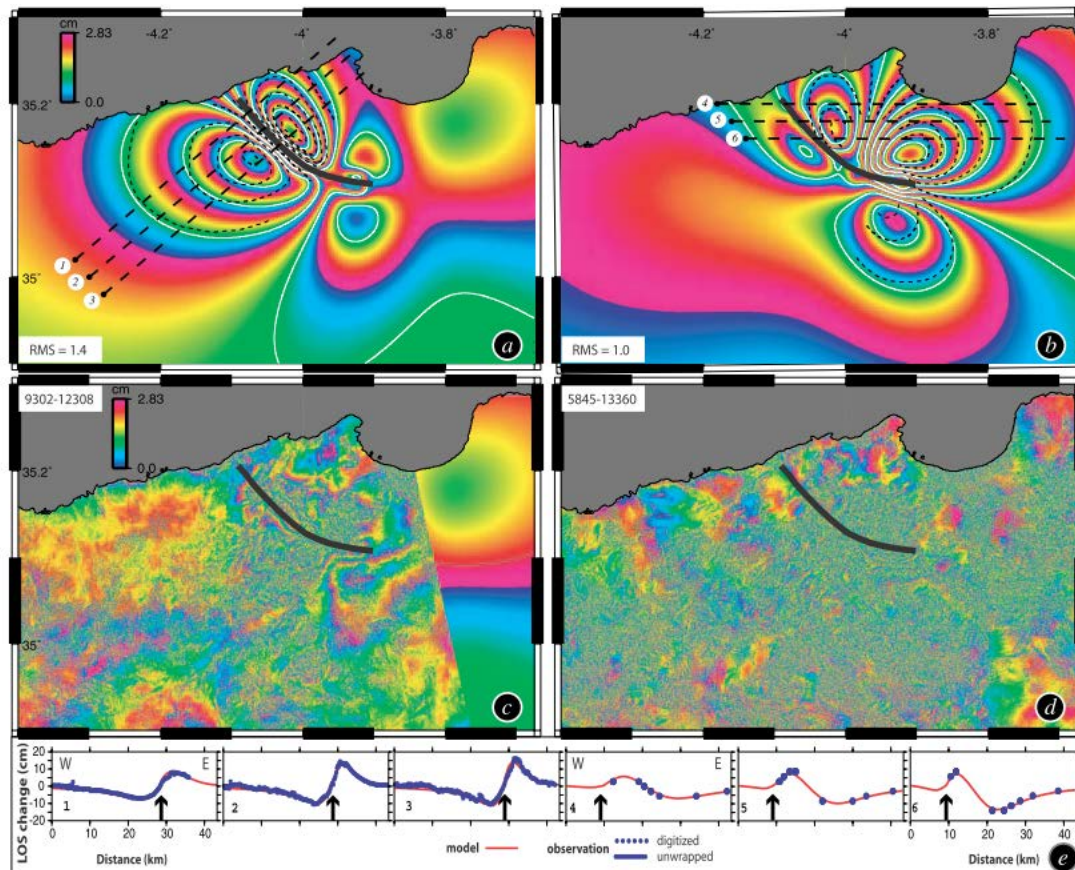 cm
2.83
0.0
-4.2
-4
-3.8
35.2
35
1
2
3
RMS = 1.4
a
-4.2
-4
-3.8
4
5
6
RMS = 1.0
b
9302-12308
cm
2.83
0.0
35.2
35
c
5845-13360
d
LOS change (cm)
20
10
0
-10
-20
W E
1
2
3
W E
4
5
6
0 10 20 30 40
0 10 20 30 40
Distance (km)
Distance (km)
model
observation
digitized
unwrapped
e